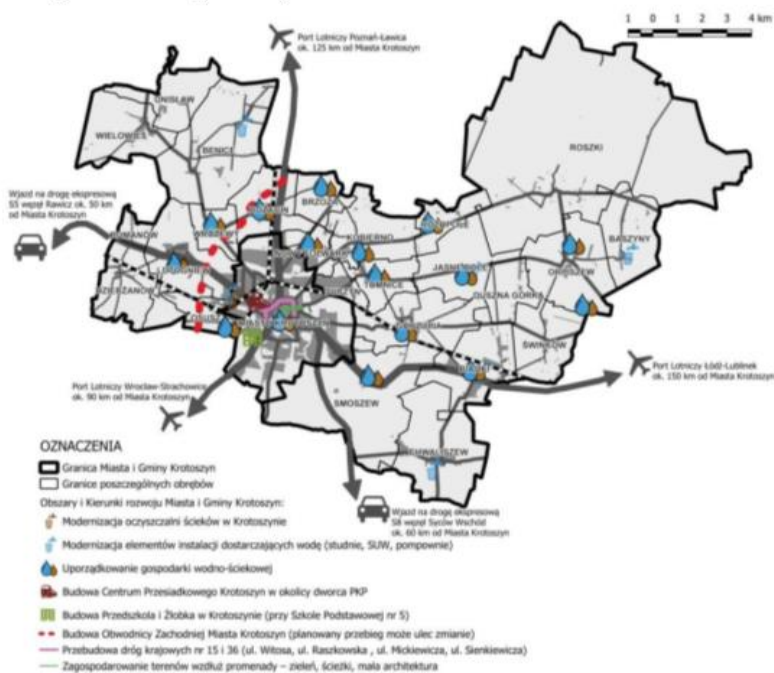 1 0 1 2 3 4 km
Port Lotniczy Poznań-Ławica
ok. 125 km od Miasta Krotoszyn
UNISŁAW
WIELOWIEŚ
BENICE
ROSZKI
Wjazd na drogę ekspresową
S5 węzeł Rawicz ok. 50 km
od Miasta Krotoszyn
BRZOZA
KOBIERNO
BASZYNY
TOMNICE
DUSZNA GÓRKA
ŚWINKÓW
SMOSZEW
Port Lotniczy Wrocław-Strachowice
ok. 90 km od Miasta Krotoszyn
Port Lotniczy Łódź-Lublinek
ok. 150 km od Miasta Krotoszyn
Wjazd na drogę ekspresową
S8 węzeł Syców Wschód
ok. 60 km od Miasta Krotoszyn
OZNACZENIA
Granica Miasta i Gminy Krotoszyn
Granice poszczególnych obrębów
Obszary i Kierunki rozwoju Miasta i Gminy Krotoszyn:
Modernizacja oczyszczalni ścieków w Krotoszynie
Modernizacja elementów instalacji dostarczających wodę (studnie, SUW, pompownie)
Uporządkowanie gospodarki wodno-ściekowej
Budowa Centrum Przesiadkowego Krotoszyn w okolicy dworca PKP
Budowa Przedszkola i Żłobka w Krotoszynie (przy Szkole Podstawowej nr 5)
Budowa Obwodnicy Zachodniej Miasta Krotoszyn (planowany przebieg może ulec zmianie)
Przebudowa dróg krajowych nr 15 i 36 (ul. Witosa, ul. Raszkowska , ul. Mickiewicza, ul. Sienkiewicza)
Zagospodarowanie terenów wzdłuż promenady – zieleń, ścieżki, mała architektura